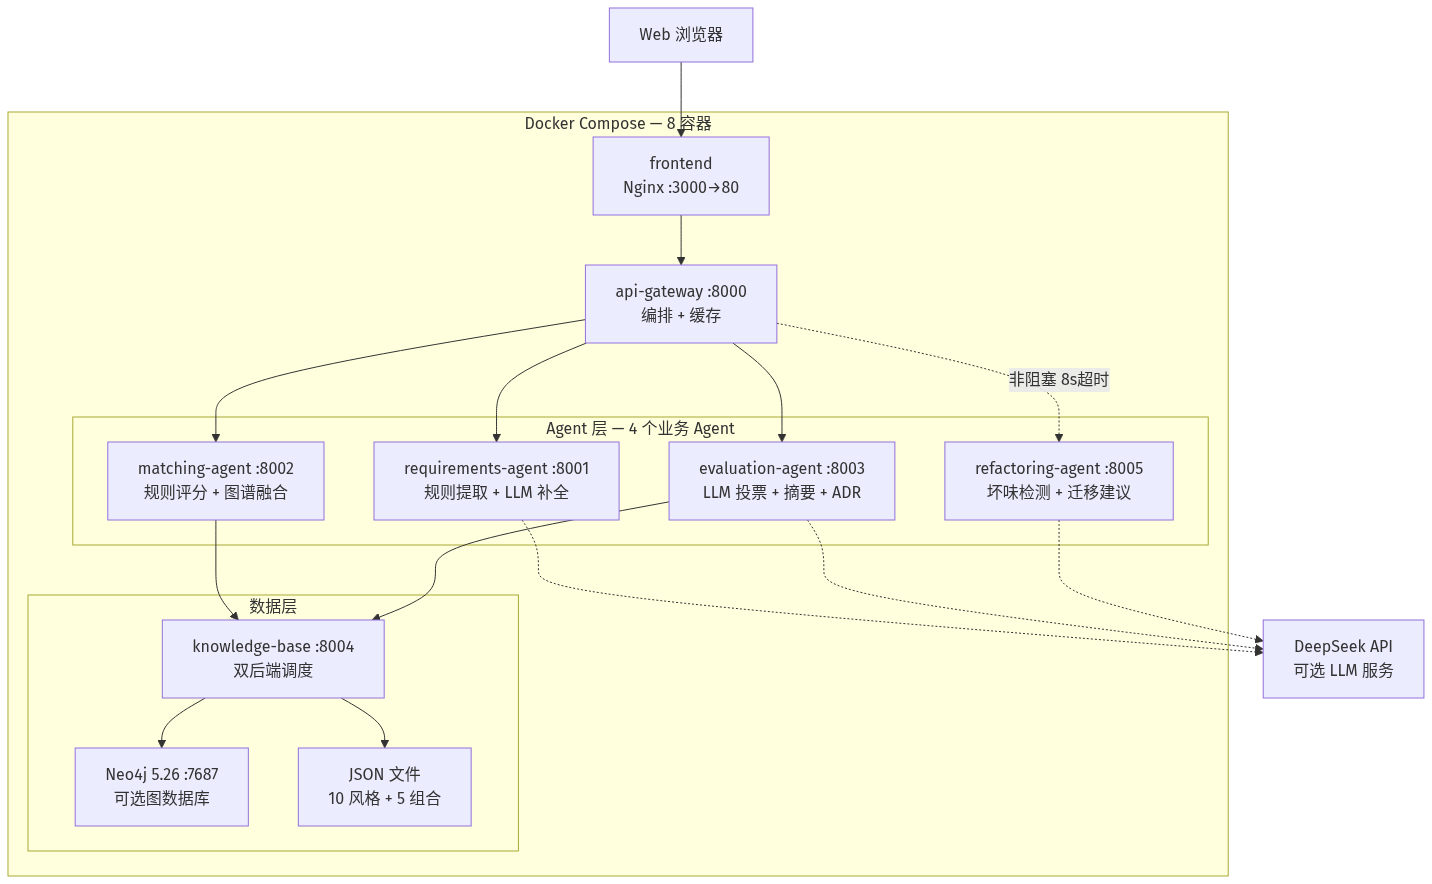 Web 浏览器
Docker Compose — 8 容器
frontend
Nginx :3000→80
api-gateway :8000
编排 + 缓存
非阻塞 8s超时
Agent 层 — 4 个业务 Agent
matching-agent :8002
规则评分 + 图谱融合
requirements-agent :8001
规则提取 + LLM 补全
evaluation-agent :8003
LLM 投票 + 摘要 + ADR
refactoring-agent :8005
坏味检测 + 迁移建议
数据层
knowledge-base :8004
双后端调度
DeepSeek API
可选 LLM 服务
Neo4j 5.26 :7687
可选图数据库
JSON 文件
10 风格 + 5 组合